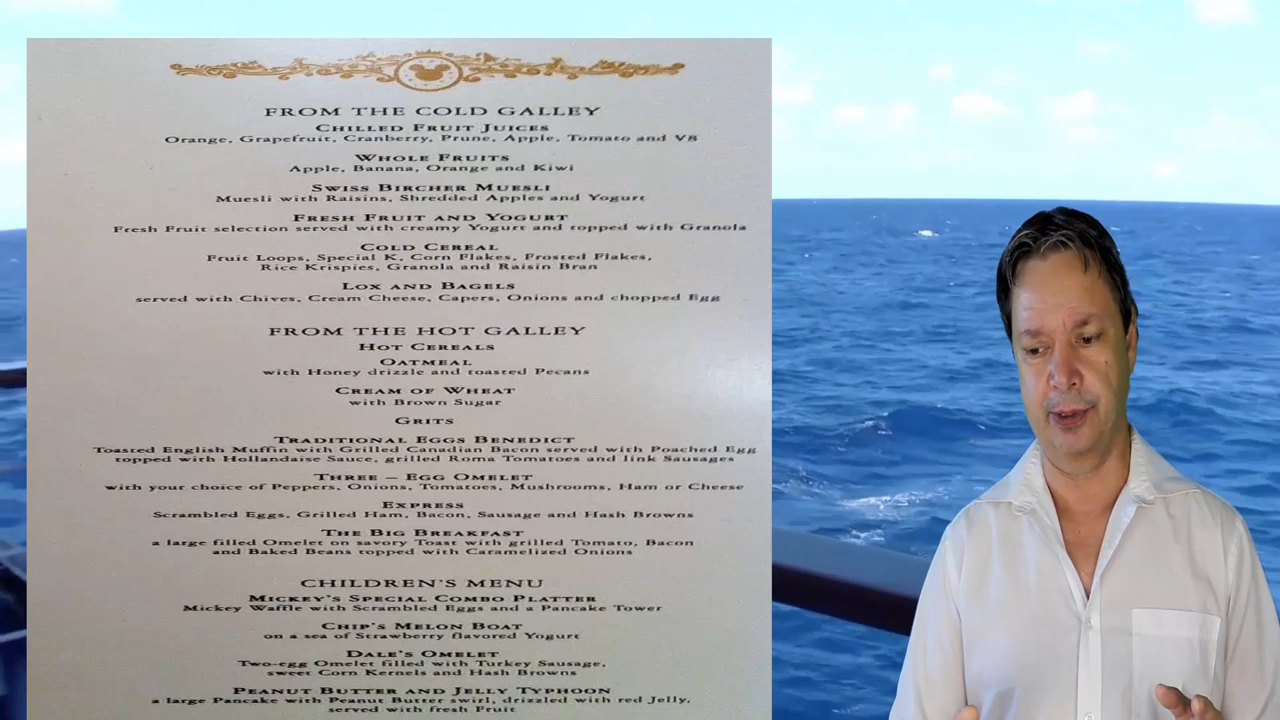 FROM THE COLD GALLEY
CHILLED FRUIT JUICES
Orange, Grapefruit, Cranberry, Prune, Apple, Tomato and V8
WHOLE FRUITS
Apple, Banana, Orange and Kiwi
SWISS BIRCHER MUESLI
Muesli with Raisins, Shredded Apples and Yogurt
FRESH FRUIT AND YOGURT
Fresh Fruit selection served with creamy Yogurt and topped with Granola
COLD CEREAL
Fruit Loops, Special K, Corn Flakes, Frosted Flakes,
Rice Krispies, Granola and Raisin Bran
LOX AND BAGELS
served with Chives, Cream Cheese, Capers, Onions and chopped Egg
FROM THE HOT GALLEY
HOT CEREALS
OATMEAL
with Honey drizzle and toasted Pecans
CREAM OF WHEAT
with Brown Sugar
GRITS
TRADITIONAL EGGS BENEDICT
Toasted English Muffin with Grilled Canadian Bacon served with Poached Egg
topped with Hollandaise Sauce, grilled Roma Tomatoes and link Sausages
THREE – EGG OMELET
with your choice of Peppers, Onions, Tomatoes, Mushrooms, Ham or Cheese
EXPRESS
Scrambled Eggs, Grilled Ham, Bacon, Sausage and Hash Browns
THE BIG BREAKFAST
a large filled Omelet on savory Toast with grilled Tomato, Bacon
and Baked Beans topped with Caramelized Onions
CHILDREN'S MENU
MICKEY'S SPECIAL COMBO PLATTER
Mickey Waffle with Scrambled Eggs and a Pancake Tower
CHIP'S MELON BOAT
on a sea of Strawberry flavored Yogurt
DALE'S OMELET
Two-egg Omelet filled with Turkey Sausage,
sweet Corn Kernels and Hash Browns
PEANUT BUTTER AND JELLY TYPHOON
a large Pancake with Peanut Butter swirl, drizzled with red Jelly,
served with fresh Fruit